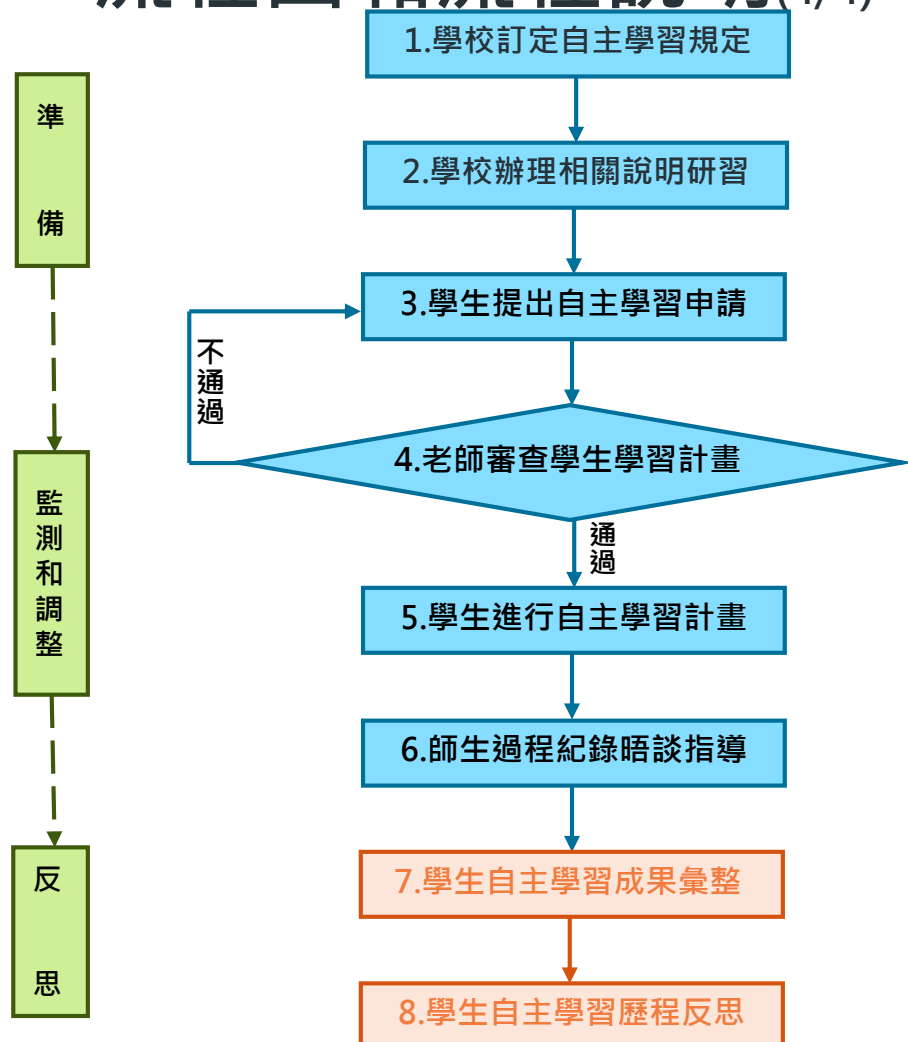 (4/4)
1.學校訂定自主學習規定
準備
2.學校辦理相關說明研習
3.學生提出自主學習申請
不通過
4.老師審查學生學習計畫
監測和調整
通過
5.學生進行自主學習計畫
6.師生過程紀錄晤談指導
反思
7.學生自主學習成果彙整
8.學生自主學習歷程反思